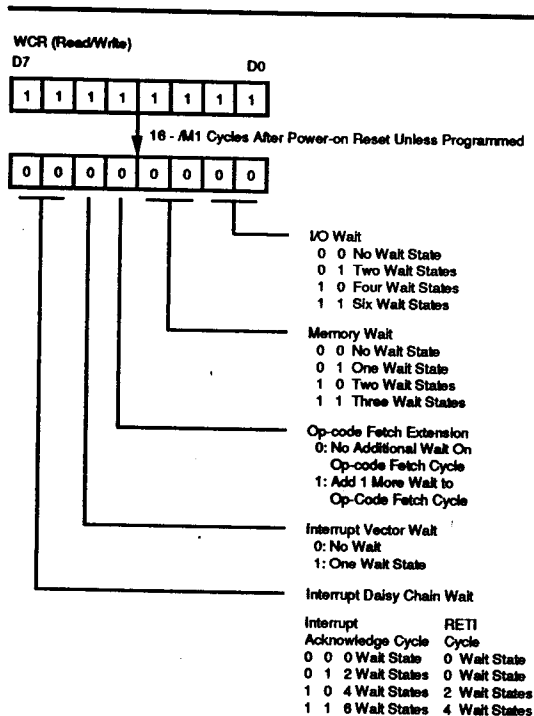 WCR (Read/Write)
D7 D0
1 1 1 1 1 1 1 1
16 - /M1 Cycles After Power-on Reset Unless Programmed
0 0 0 0 0 0 0 0
I/O Wait
0 0 No Wait State
0 1 Two Wait States
1 0 Four Wait States
1 1 Six Wait States
Memory Wait
0 0 No Wait State
0 1 One Wait State
1 0 Two Wait States
1 1 Three Wait States
Op-code Fetch Extension
0: No Additional Wait On
Op-code Fetch Cycle
1: Add 1 More Wait to
Op-Code Fetch Cycle
Interrupt Vector Wait
0: No Wait
1: One Wait State
Interrupt Daisy Chain Wait
Interrupt RETI
Acknowledge Cycle Cycle
0 0 0 Wait State 0 Wait State
0 1 2 Wait States 0 Wait State
1 0 4 Wait States 2 Wait States
1 1 6 Wait States 4 Wait States